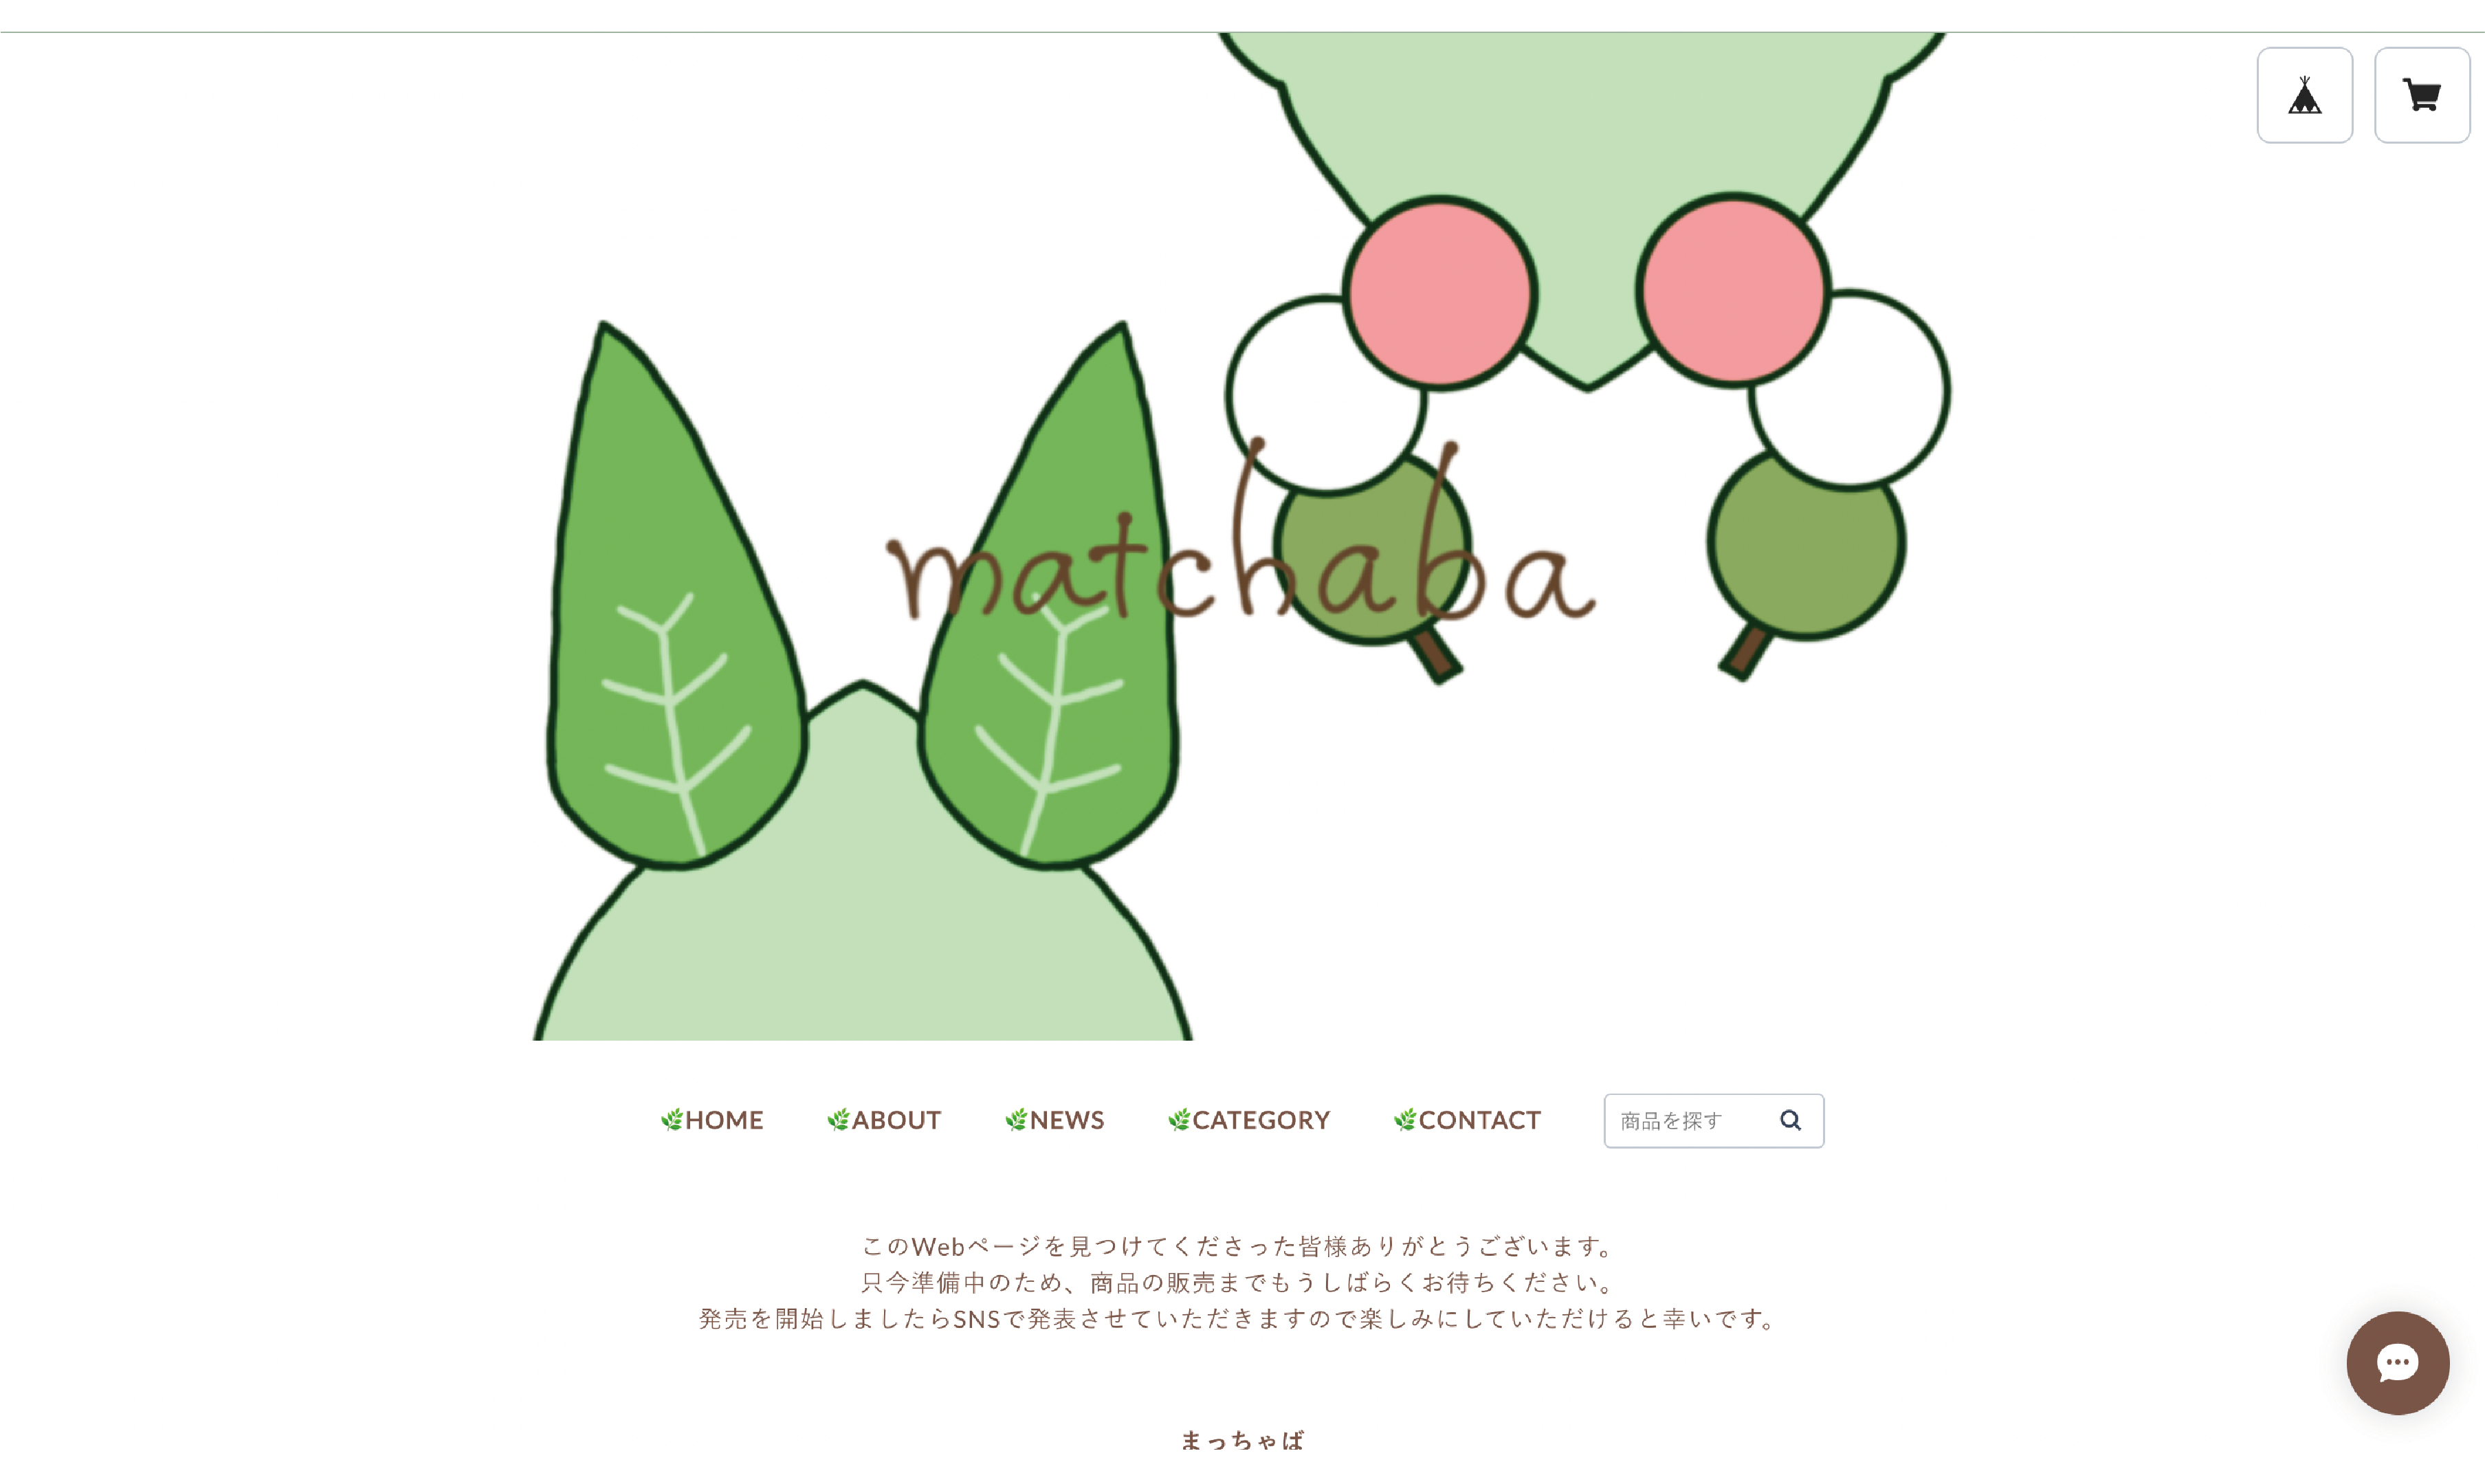 matchaba
🌿HOME 🌿ABOUT 🌿NEWS 🌿CATEGORY 🌿CONTACT 商品を探す
このWebページを見つけてくださった皆様ありがとうございます。
只今準備中のため、商品の販売までもうしばらくお待ちください。
発売を開始しましたらSNSで発表させていただきますので楽しみにしていただけると幸いです。
まっちゃば